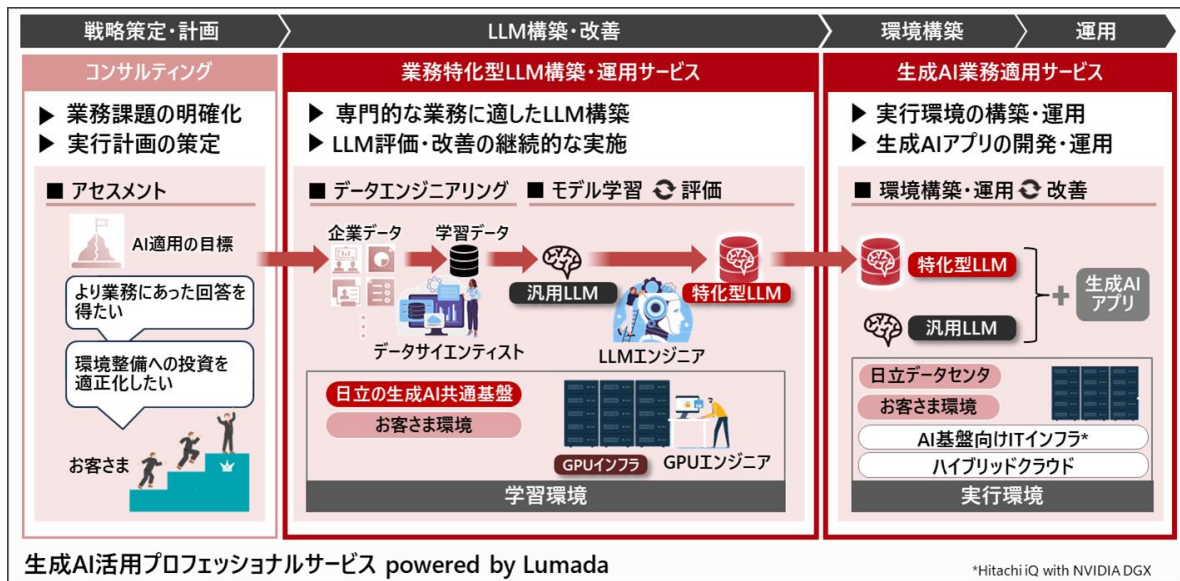 戦略策定・計画
LLM構築・改善
環境構築
運用
コンサルティング
▶ 業務課題の明確化
▶ 実行計画の策定
■ アセスメント
AI適用の目標
より業務にあった回答を
得たい
環境整備への投資を
適正化したい
お客さま
業務特化型LLM構築・運用サービス
▶ 専門的な業務に適したLLM構築
▶ LLM評価・改善の継続的な実施
■ データエンジニアリング
■ モデル学習 評価
企業データ
学習データ
汎用LLM
特化型LLM
データサイエンティスト
LLMエンジニア
日立の生成AI共通基盤
お客さま環境
GPUインフラ
GPUエンジニア
学習環境
生成AI業務適用サービス
▶ 実行環境の構築・運用
▶ 生成AIアプリの開発・運用
■ 環境構築・運用 改善
特化型LLM
汎用LLM
+
生成AI
アプリ
日立データセンタ
お客さま環境
AI基盤向けITインフラ*
ハイブリッドクラウド
実行環境
生成AI活用プロフェッショナルサービス powered by Lumada
*Hitachi iQ with NVIDIA DGX